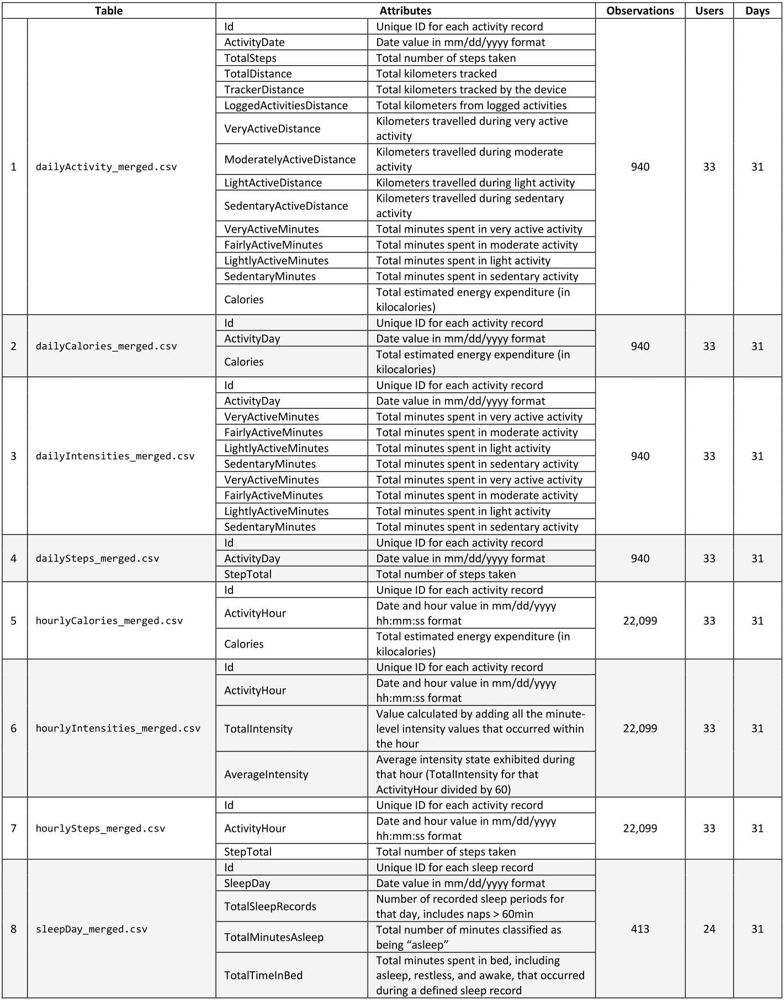 Table Attributes Observations Users Days
1 dailyActivity_merged.csv 940 33 31
Id Unique ID for each activity record
ActivityDate Date value in mm/dd/yyyy format
TotalSteps Total number of steps taken
TotalDistance Total kilometers tracked
TrackerDistance Total kilometers tracked by the device
LoggedActivitiesDistance Total kilometers from logged activities
VeryActiveDistance Kilometers travelled during very active
activity
ModeratelyActiveDistance Kilometers travelled during moderate
activity
LightActiveDistance Kilometers travelled during light activity
SedentaryActiveDistance Kilometers travelled during sedentary
activity
VeryActiveMinutes Total minutes spent in very active activity
FairlyActiveMinutes Total minutes spent in moderate activity
LightlyActiveMinutes Total minutes spent in light activity
SedentaryMinutes Total minutes spent in sedentary activity
Calories Total estimated energy expenditure (in
kilocalories)
2 dailyCalories_merged.csv 940 33 31
Id Unique ID for each activity record
ActivityDay Date value in mm/dd/yyyy format
Calories Total estimated energy expenditure (in
kilocalories)
3 dailyIntensities_merged.csv 940 33 31
Id Unique ID for each activity record
ActivityDay Date value in mm/dd/yyyy format
VeryActiveMinutes Total minutes spent in very active activity
FairlyActiveMinutes Total minutes spent in moderate activity
LightlyActiveMinutes Total minutes spent in light activity
SedentaryMinutes Total minutes spent in sedentary activity
VeryActiveMinutes Total minutes spent in very active activity
FairlyActiveMinutes Total minutes spent in moderate activity
LightlyActiveMinutes Total minutes spent in light activity
SedentaryMinutes Total minutes spent in sedentary activity
4 dailySteps_merged.csv 940 33 31
Id Unique ID for each activity record
ActivityDay Date value in mm/dd/yyyy format
StepTotal Total number of steps taken
5 hourlyCalories_merged.csv 22,099 33 31
Id Unique ID for each activity record
ActivityHour Date and hour value in mm/dd/yyyy
hh:mm:ss format
Calories Total estimated energy expenditure (in
kilocalories)
6 hourlyIntensities_merged.csv 22,099 33 31
Id Unique ID for each activity record
ActivityHour Date and hour value in mm/dd/yyyy
hh:mm:ss format
TotalIntensity Value calculated by adding all the minute-
level intensity values that occurred within
the hour
AverageIntensity Average intensity state exhibited during
that hour (TotalIntensity for that
ActivityHour divided by 60)
7 hourlySteps_merged.csv 22,099 33 31
Id Unique ID for each activity record
ActivityHour Date and hour value in mm/dd/yyyy
hh:mm:ss format
StepTotal Total number of steps taken
8 sleepDay_merged.csv 413 24 31
Id Unique ID for each sleep record
SleepDay Date value in mm/dd/yyyy format
TotalSleepRecords Number of recorded sleep periods for
that day, includes naps > 60min
TotalMinutesAsleep Total number of minutes classified as
being “asleep”
TotalTimeInBed Total minutes spent in bed, including
asleep, restless, and awake, that occurred
during a defined sleep record